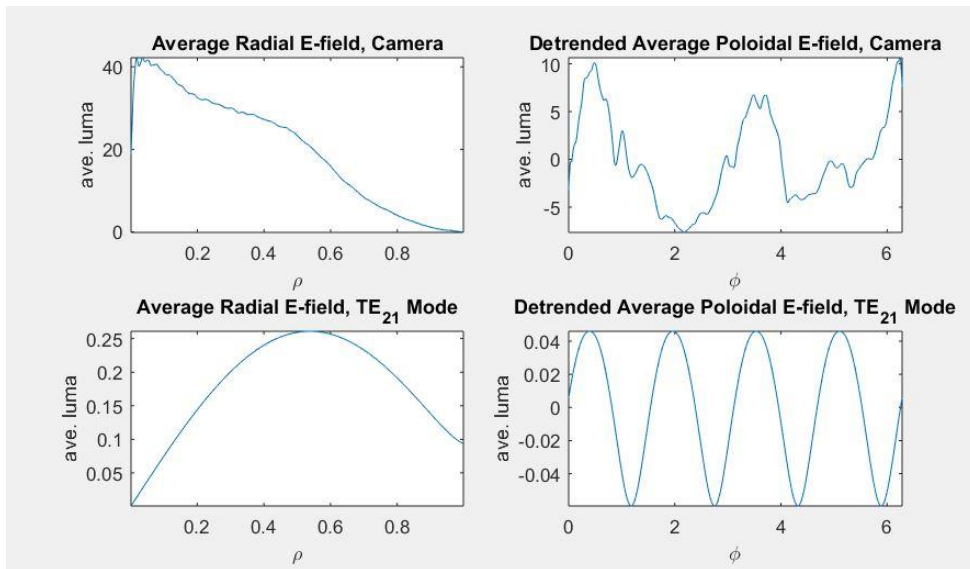 Average Radial E-field, Camera
40
20
0
ave. luma
0.2 0.4 0.6 0.8
ρ
Detrended Average Poloidal E-field, Camera
10
5
0
-5
ave. luma
0 2 4 6
ϕ
Average Radial E-field, TE21 Mode
0.25
0.2
0.15
0.1
0.05
ave. luma
0.2 0.4 0.6 0.8
ρ
Detrended Average Poloidal E-field, TE21 Mode
0.04
0.02
0
-0.02
-0.04
ave. luma
0 2 4 6
ϕ